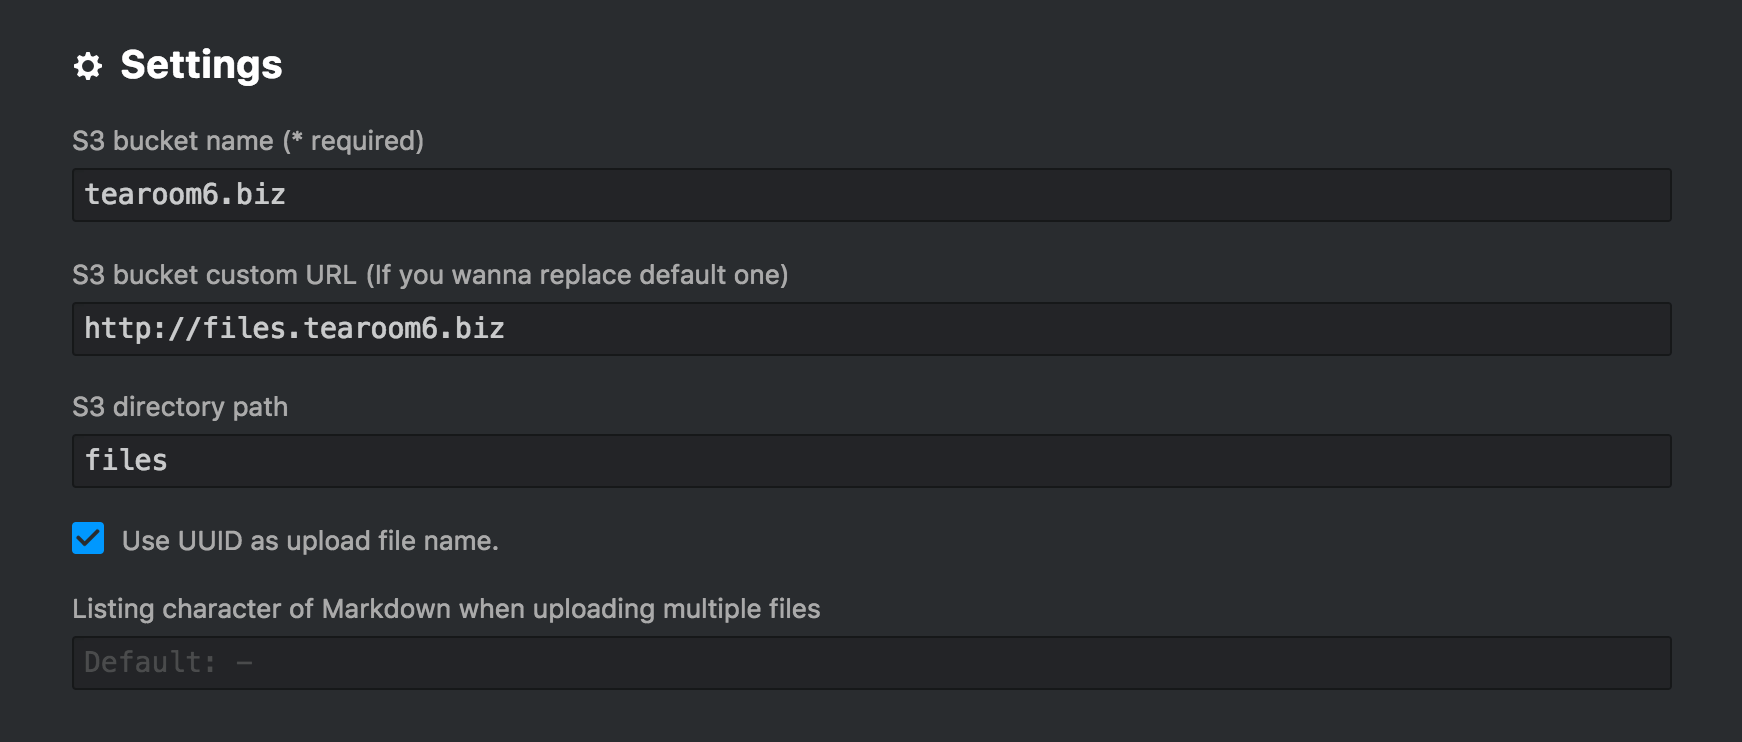 Settings
S3 bucket name (* required)
tearoom6.biz
S3 bucket custom URL (If you wanna replace default one)
http://files.tearoom6.biz
S3 directory path
files
Use UUID as upload file name.
Listing character of Markdown when uploading multiple files
Default: -